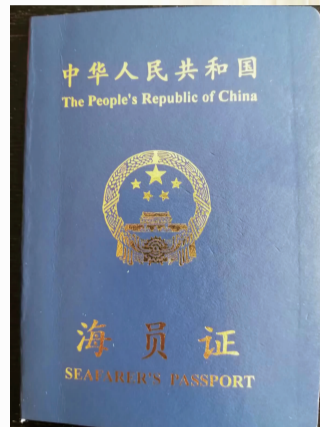 中华人民共和国
The People's Republic of China
海员证
SEAFARER'S PASSPORT